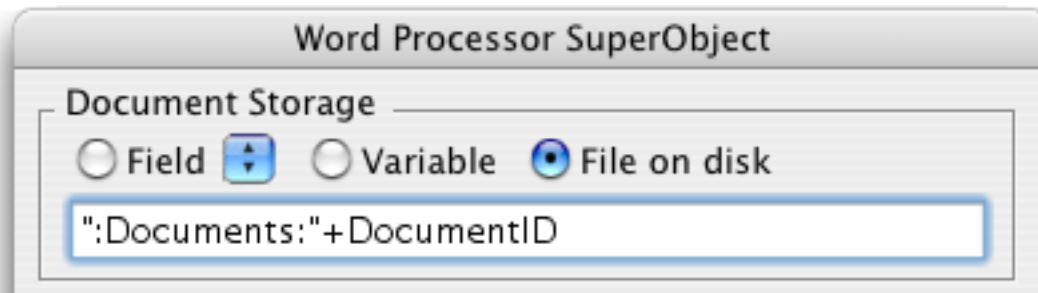 Word Processor SuperObject
Document Storage
Field Variable File on disk
":Documents:"+DocumentID